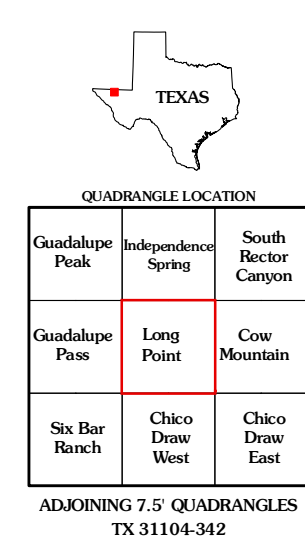 TEXAS
QUADRANGLE LOCATION
Guadalupe
Peak
Independence
Spring
South
Rector
Canyon
Guadalupe
Pass
Long
Point
Cow
Mountain
Six Bar
Ranch
Chico
Draw
West
Chico
Draw
East
ADJOINING 7.5' QUADRANGLES
TX 31104-342